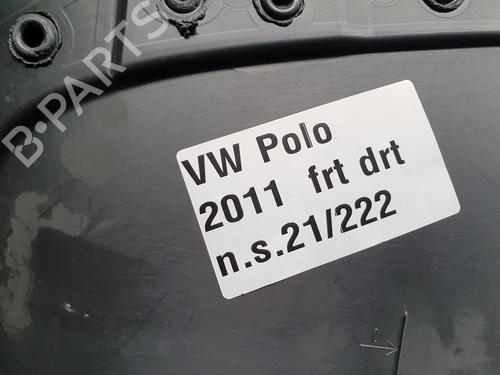 B-PARTS
VW Polo
2011 frt drt
n.s.21/222